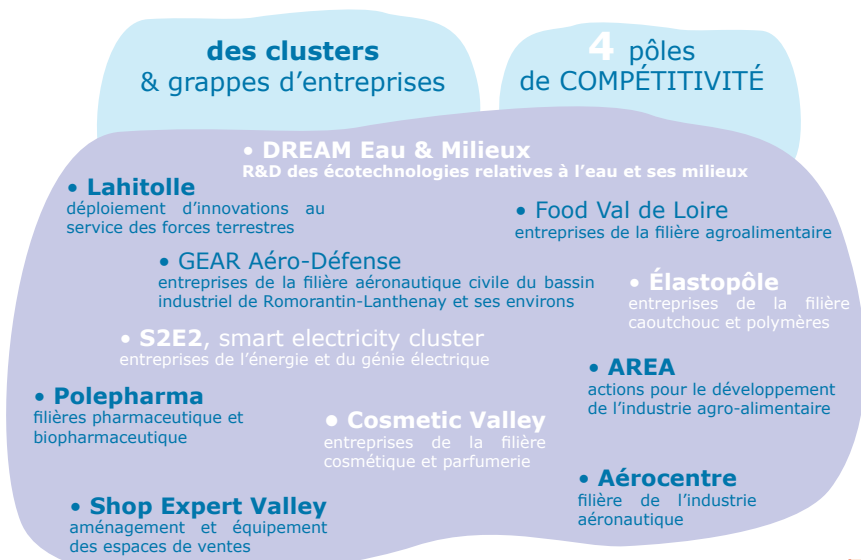 des clusters
& grappes d'entreprises
4 pôles
de COMPÉTITIVITÉ
• DREAM Eau & Milieux
R&D des écotechnologies relatives à l'eau et ses milieux
• Lahitolle
déploiement d'innovations au
service des forces terrestres
• Food Val de Loire
entreprises de la filière agroalimentaire
• GEAR Aéro-Défense
entreprises de la filière aéronautique civile du bassin
industriel de Romorantin-Lanthenay et ses environs
• Élastopôle
entreprises de la filière
caoutchouc et polymères
• S2E2, smart electricity cluster
entreprises de l'énergie et du génie électrique
• AREA
actions pour le développement
de l'industrie agro-alimentaire
• Polepharma
filières pharmaceutique et
biopharmaceutique
• Cosmetic Valley
entreprises de la filière
cosmétique et parfumerie
• Aérocentre
filière de l'industrie
aéronautique
• Shop Expert Valley
aménagement et équipement
des espaces de ventes